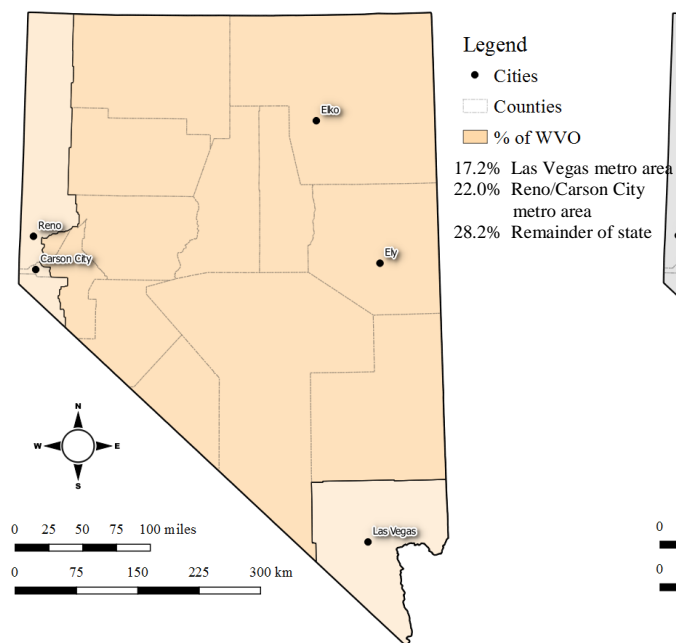 Legend
Cities
Counties
% of WVO
17.2% Las Vegas metro area
22.0% Reno/Carson City
metro area
28.2% Remainder of state
Elko
Reno
Carson City
Ely
N
W E
S
Las Vegas
0 25 50 75 100 miles
0 75 150 225 300 km
0
0